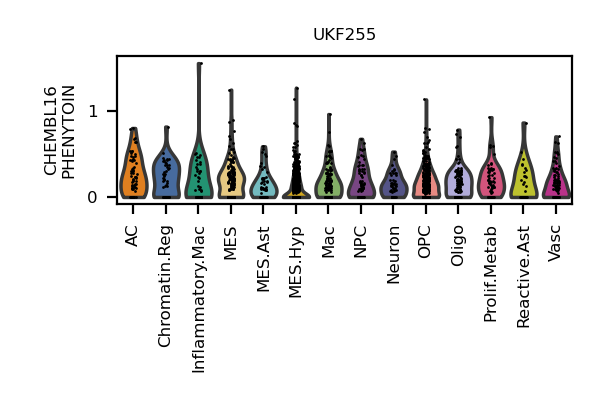 UKF255
CHEMBL16
PHENYTOIN
1
0
AC
Chromatin.Reg
Inflammatory.Mac
MES
MES.Ast
MES.Hyp
Mac
NPC
Neuron
OPC
Oligo
Prolif.Metab
Reactive.Ast
Vasc